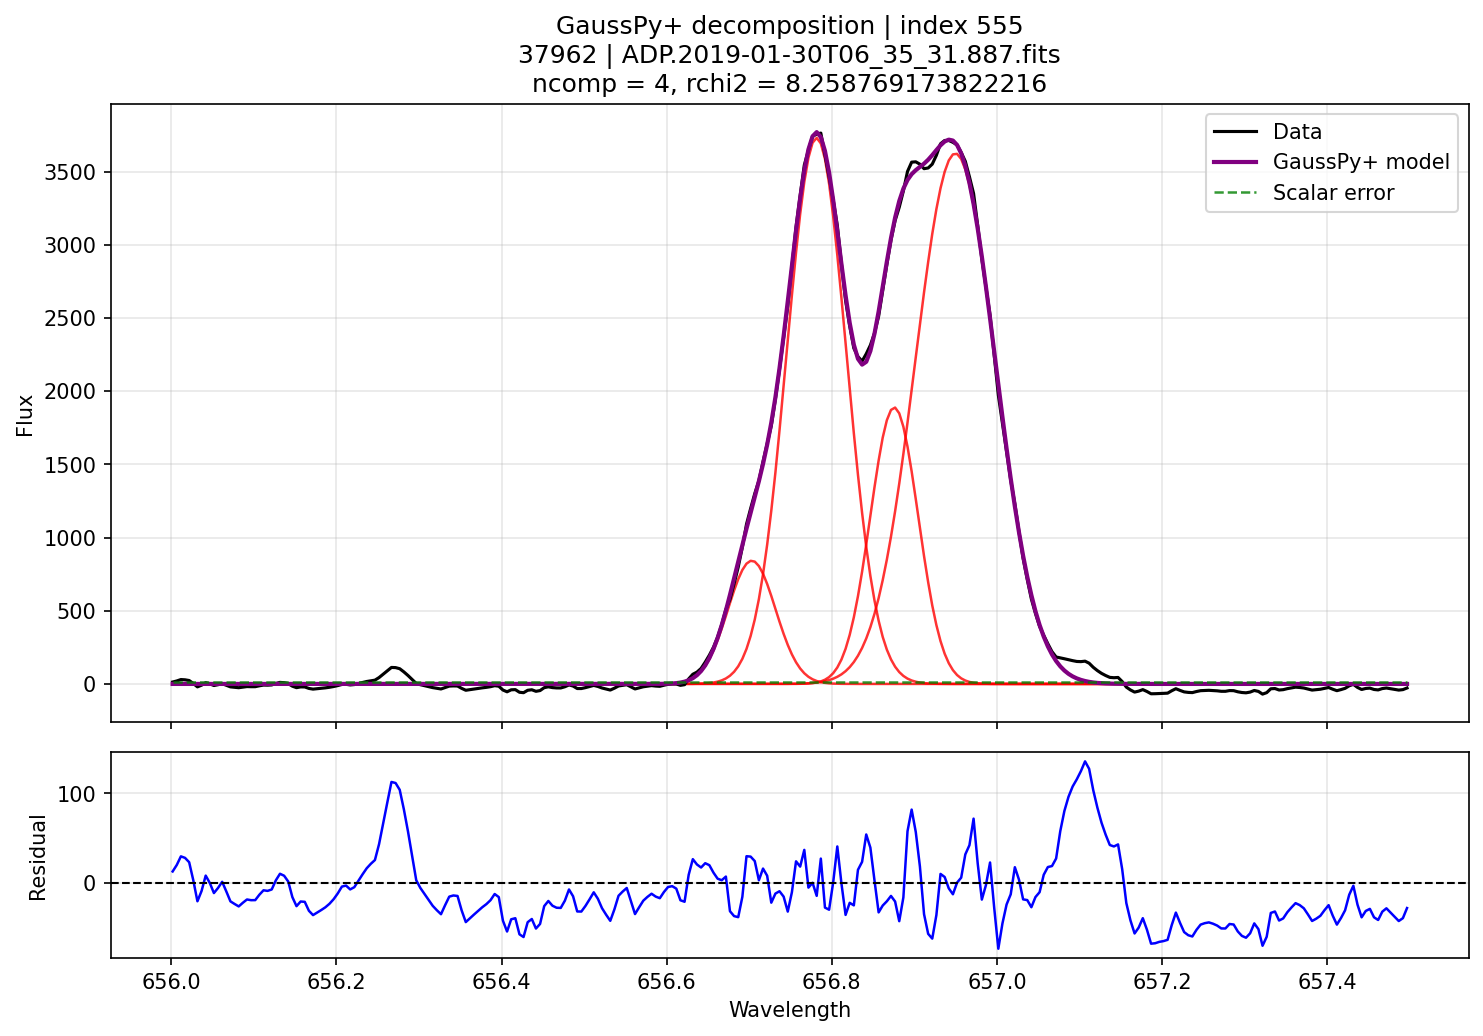 GaussPy+ decomposition | index 555
37962 | ADP.2019-01-30T06_35_31.887.fits
ncomp = 4, rchi2 = 8.258769173822216
Data
GaussPy+ model
Scalar error
Flux
3500
3000
2500
2000
1500
1000
500
0
Residual
100
0
656.0 656.2 656.4 656.6 656.8 657.0 657.2 657.4
Wavelength